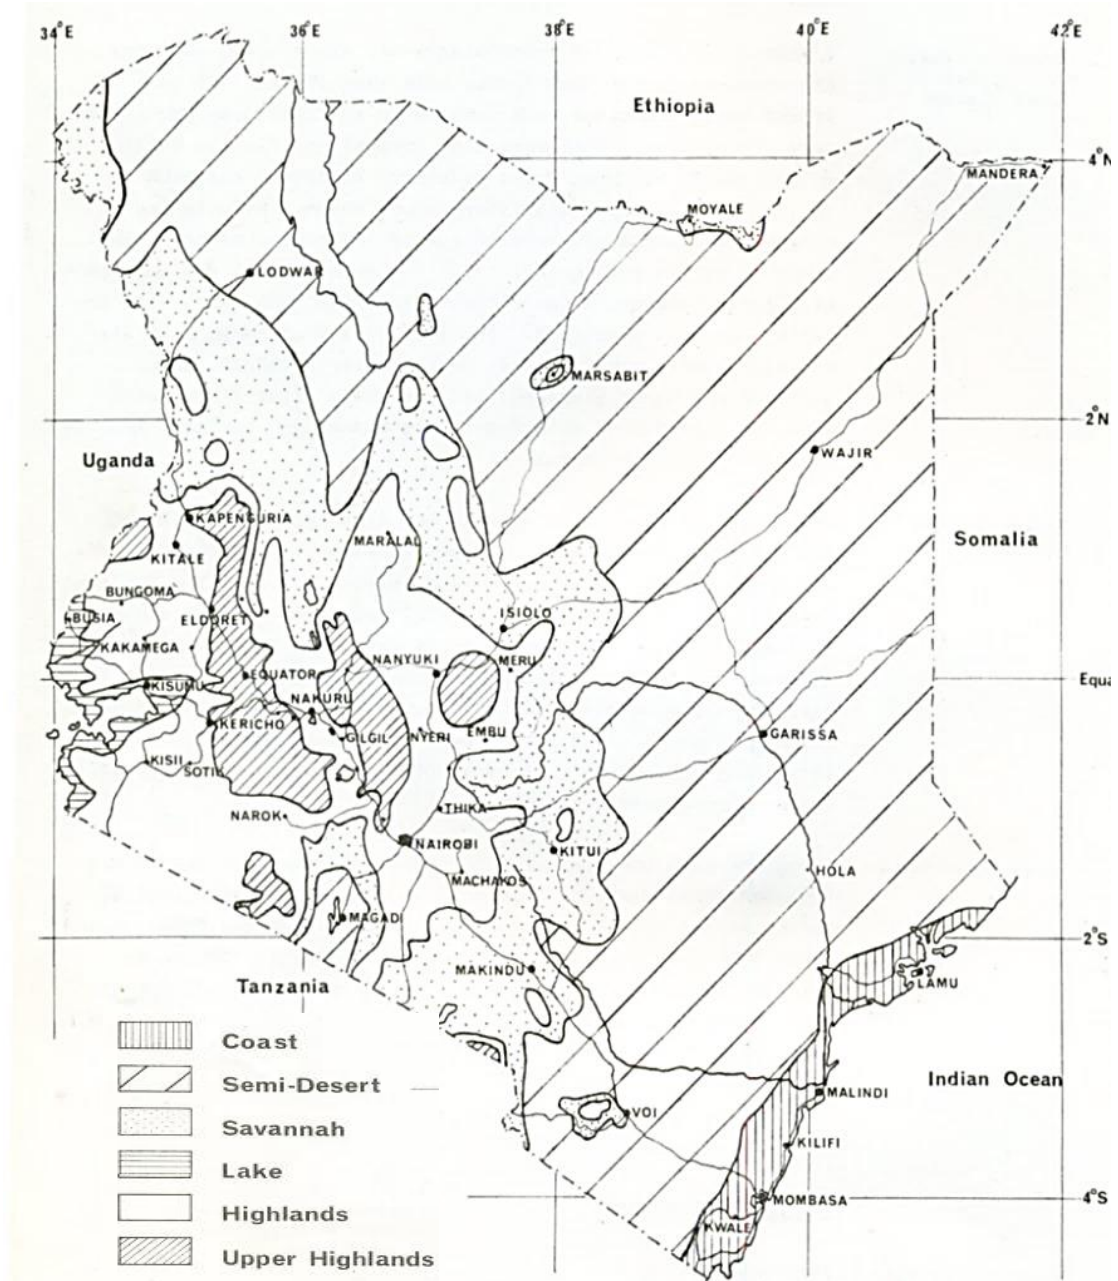 34°E
36°E
38°E
40°E
42°E
Ethiopia
4°N
MANDERA
MOYALE
LODWAR
MARSABIT
2°N
Uganda
WAJIR
KAPENGURIA
MARALAL
Somalia
KITALE
BUNGOMA
ISIOLO
BUSIA
ELDORET
KAKAMEGA
NANYUKI
MERU
EQUATOR
KISUMU
Equa
NAKURU
KERICHO
GILGIL
NYERI
EMBU
GARISSA
KISII
SOTIK
THIKA
NAROK
NAIROBI
KITUI
MACHAKOS
HOLA
MAGADI
2°S
MAKINDU
LAMU
Tanzania
Coast
Semi-Desert
Indian Ocean
MALINDI
VOI
Savannah
KILIFI
Lake
MOMBASA
4°S
Highlands
KWALE
Upper Highlands